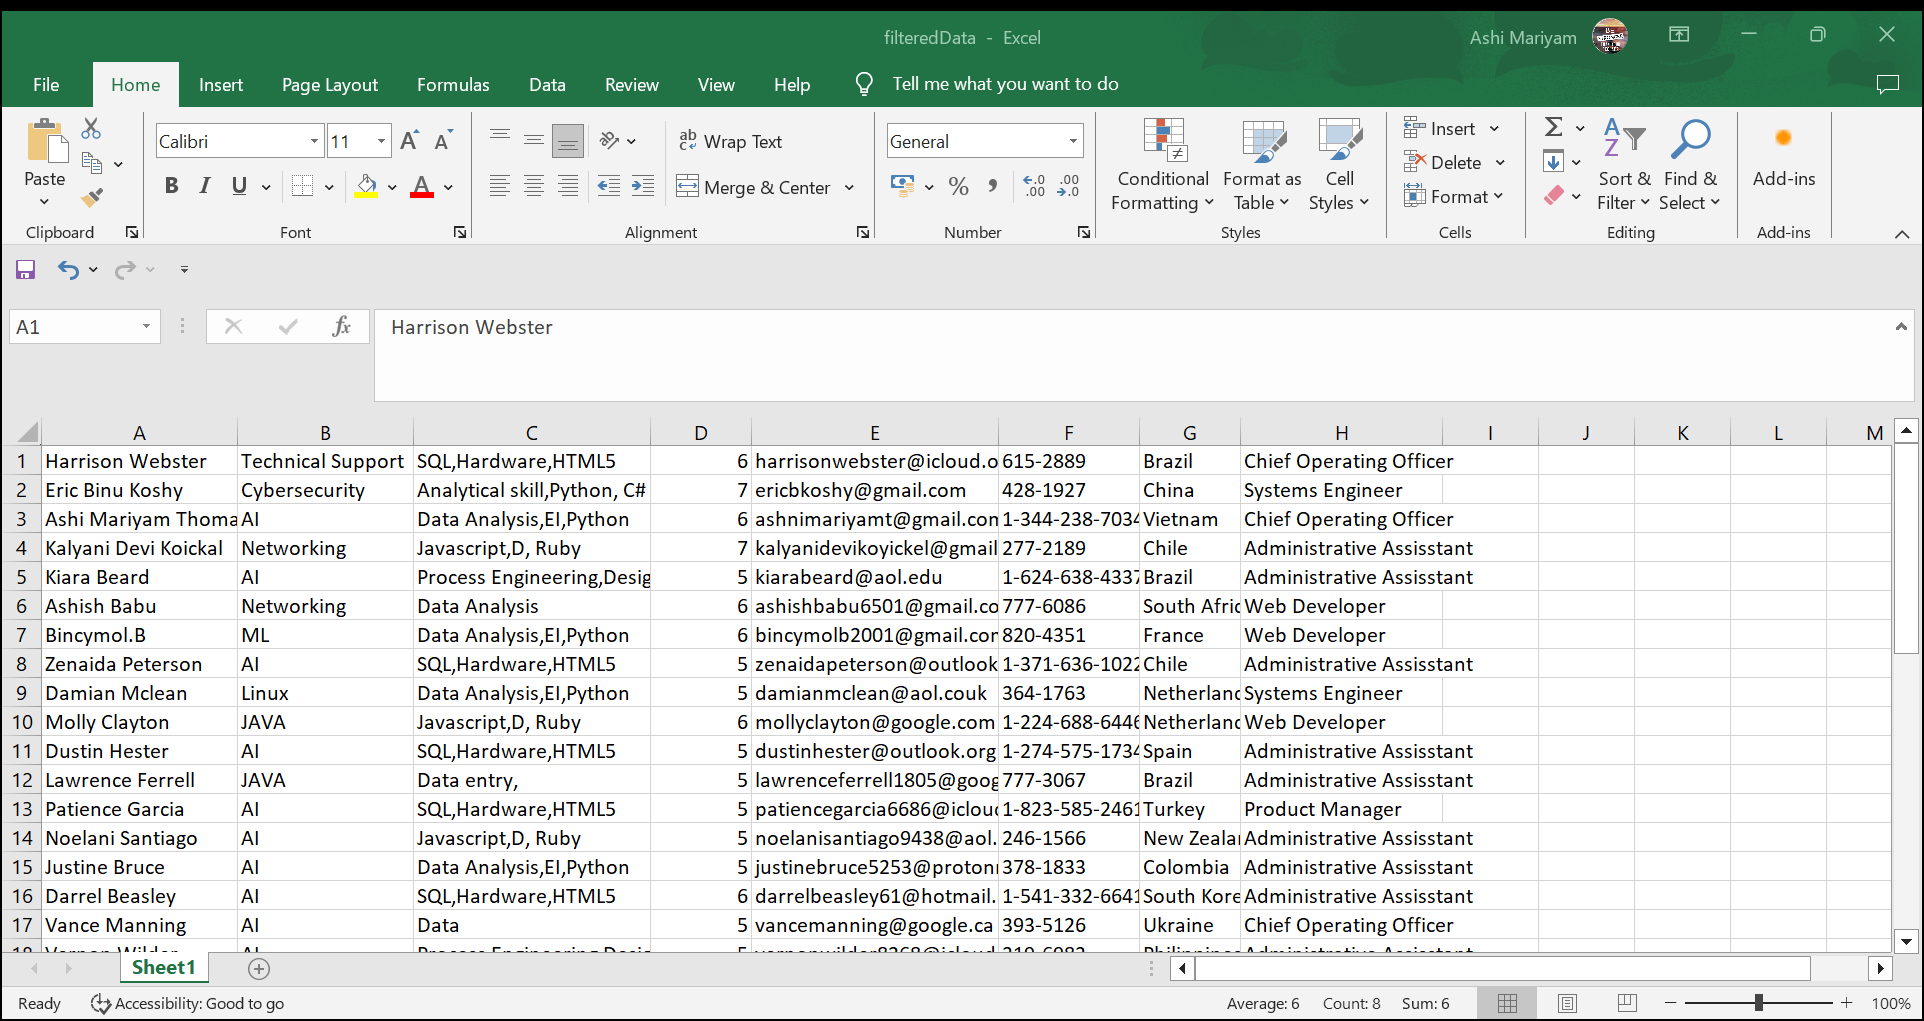 filteredData - Excel
Ashi Mariyam
File Home Insert Page Layout Formulas Data Review View Help Tell me what you want to do
Paste
Clipboard
Calibri 11
B I U
Font
Wrap Text
Merge & Center
Alignment
General
% ,
Number
Conditional Formatting
Format as Table
Cell Styles
Styles
Insert
Delete
Format
Cells
Sort & Filter
Find & Select
Editing
Add-ins
Add-ins
A1 fx Harrison Webster
A B C D E F G H I J K L M
1 Harrison Webster Technical Support SQL,Hardware,HTML5 6 harrisonwebster@icloud.o 615-2889 Brazil Chief Operating Officer
2 Eric Binu Koshy Cybersecurity Analytical skill,Python, C# 7 ericbkoshy@gmail.com 428-1927 China Systems Engineer
3 Ashi Mariyam Thoma AI Data Analysis,EI,Python 6 ashnimariyamt@gmail.com 1-344-238-7034 Vietnam Chief Operating Officer
4 Kalyani Devi Koickal Networking Javascript,D, Ruby 7 kalyanidevikoyickel@gmail 277-2189 Chile Administrative Assisstant
5 Kiara Beard AI Process Engineering,Desig 5 kiarabeard@aol.edu 1-624-638-4337 Brazil Administrative Assisstant
6 Ashish Babu Networking Data Analysis 6 ashishbabu6501@gmail.co 777-6086 South Afric Web Developer
7 Bincymol.B ML Data Analysis,EI,Python 6 bincymolb2001@gmail.com 820-4351 France Web Developer
8 Zenaida Peterson AI SQL,Hardware,HTML5 5 zenaidapeterson@outlook 1-371-636-1022 Chile Administrative Assisstant
9 Damian Mclean Linux Data Analysis,EI,Python 5 damianmclean@aol.couk 364-1763 Netherland Systems Engineer
10 Molly Clayton JAVA Javascript,D, Ruby 6 mollyclayton@google.com 1-224-688-6446 Netherland Web Developer
11 Dustin Hester AI SQL,Hardware,HTML5 5 dustinhester@outlook.org 1-274-575-1734 Spain Administrative Assisstant
12 Lawrence Ferrell JAVA Data entry, 5 lawrenceferrell1805@goog 777-3067 Brazil Administrative Assisstant
13 Patience Garcia AI SQL,Hardware,HTML5 5 patiencegarcia6686@icloud 1-823-585-2461 Turkey Product Manager
14 Noelani Santiago AI Javascript,D, Ruby 5 noelanisantiago9438@aol. 246-1566 New Zealan Administrative Assisstant
15 Justine Bruce AI Data Analysis,EI,Python 5 justinebruce5253@proton 378-1833 Colombia Administrative Assisstant
16 Darrel Beasley AI SQL,Hardware,HTML5 6 darrelbeasley61@hotmail. 1-541-332-6641 South Kore Administrative Assisstant
17 Vance Manning AI Data 5 vancemanning@google.ca 393-5126 Ukraine Chief Operating Officer
Sheet1
Ready Accessibility: Good to go Average: 6 Count: 8 Sum: 6 100%